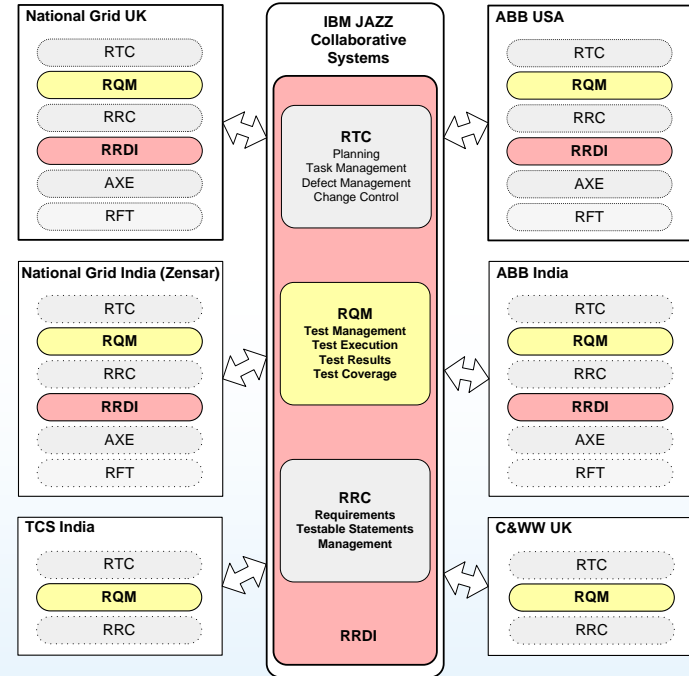 National Grid UK
RTC
RQM
RRC
RRDI
AXE
RFT
National Grid India (Zensar)
RTC
RQM
RRC
RRDI
AXE
RFT
TCS India
RTC
RQM
RRC
IBM JAZZ
Collaborative
Systems
RTC
Planning
Task Management
Defect Management
Change Control
RQM
Test Management
Test Execution
Test Results
Test Coverage
RRC
Requirements
Testable Statements
Management
RRDI
ABB USA
RTC
RQM
RRC
RRDI
AXE
RFT
ABB India
RTC
RQM
RRC
RRDI
AXE
RFT
C&WW UK
RTC
RQM
RRC